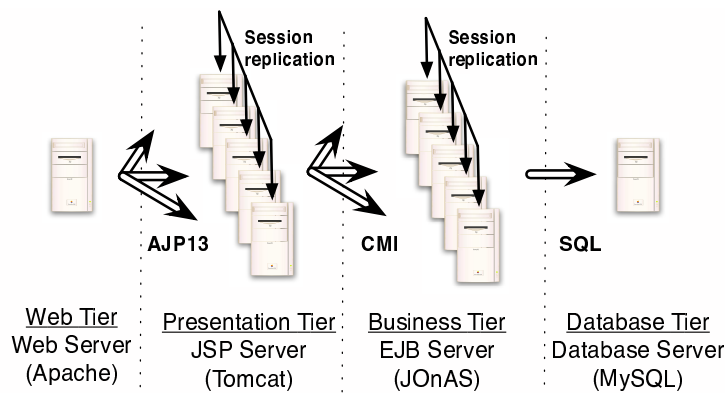 Session
replication
Session
replication
AJP13
CMI
SQL
Web Tier
Web Server
(Apache)
Presentation Tier
JSP Server
(Tomcat)
Business Tier
EJB Server
(JOnAS)
Database Tier
Database Server
(MySQL)